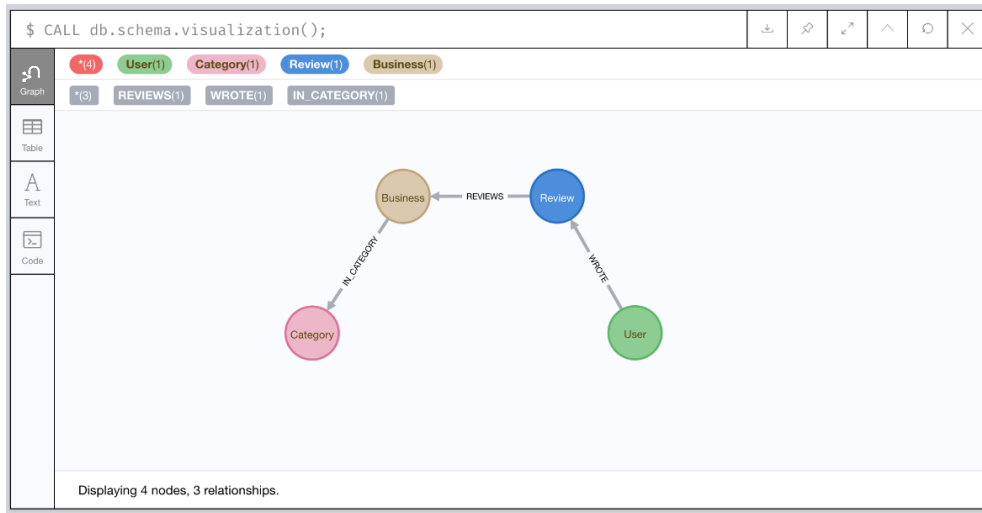 $ CALL db.schema.visualization();
*(4) User(1) Category(1) Review(1) Business(1)
Graph
*(3) REVIEWS(1) WROTE(1) IN_CATEGORY(1)
Table
A
Text
Code
Business REVIEWS Review
IN_CATEGORY
WROTE
Category
User
Displaying 4 nodes, 3 relationships.